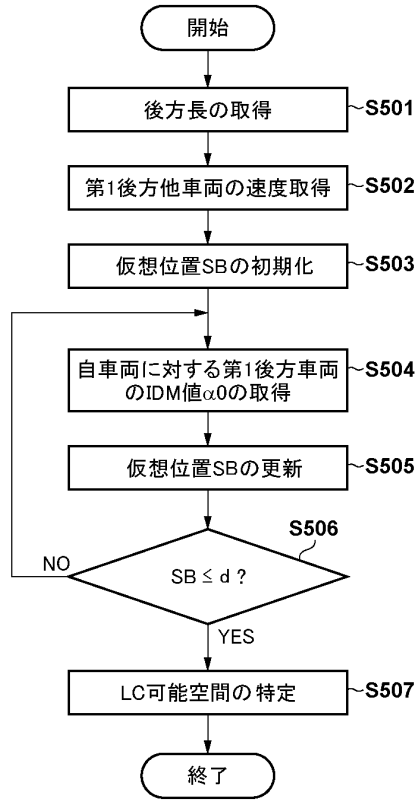 開始
後方長の取得
S501
第1後方他車両の速度取得
S502
仮想位置SBの初期化
S503
自車両に対する第1後方車両
のIDM値α0の取得
S504
仮想位置SBの更新
S505
S506
SB ≦ d ?
NO
YES
LC可能空間の特定
S507
終了